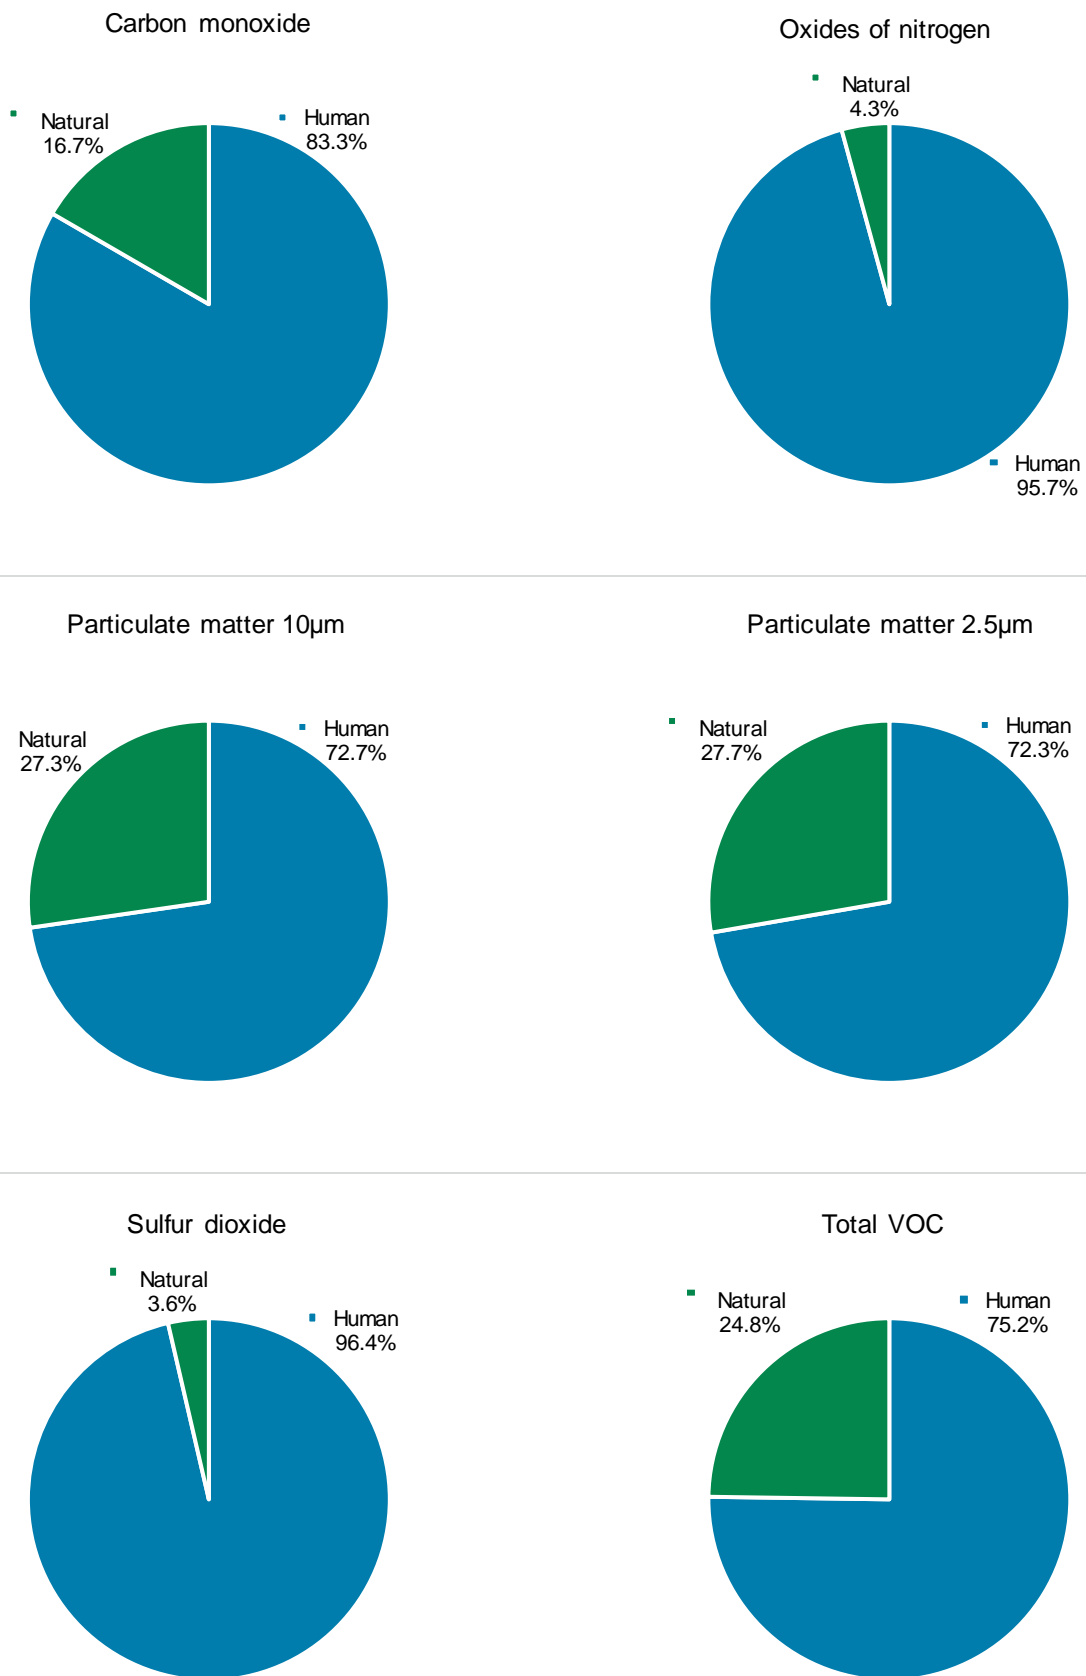 Carbon monoxide
Natural
16.7%
Human
83.3%
Oxides of nitrogen
Natural
4.3%
Human
95.7%
Particulate matter 10µm
Natural
27.3%
Human
72.7%
Particulate matter 2.5µm
Natural
27.7%
Human
72.3%
Sulfur dioxide
Natural
3.6%
Human
96.4%
Total VOC
Natural
24.8%
Human
75.2%